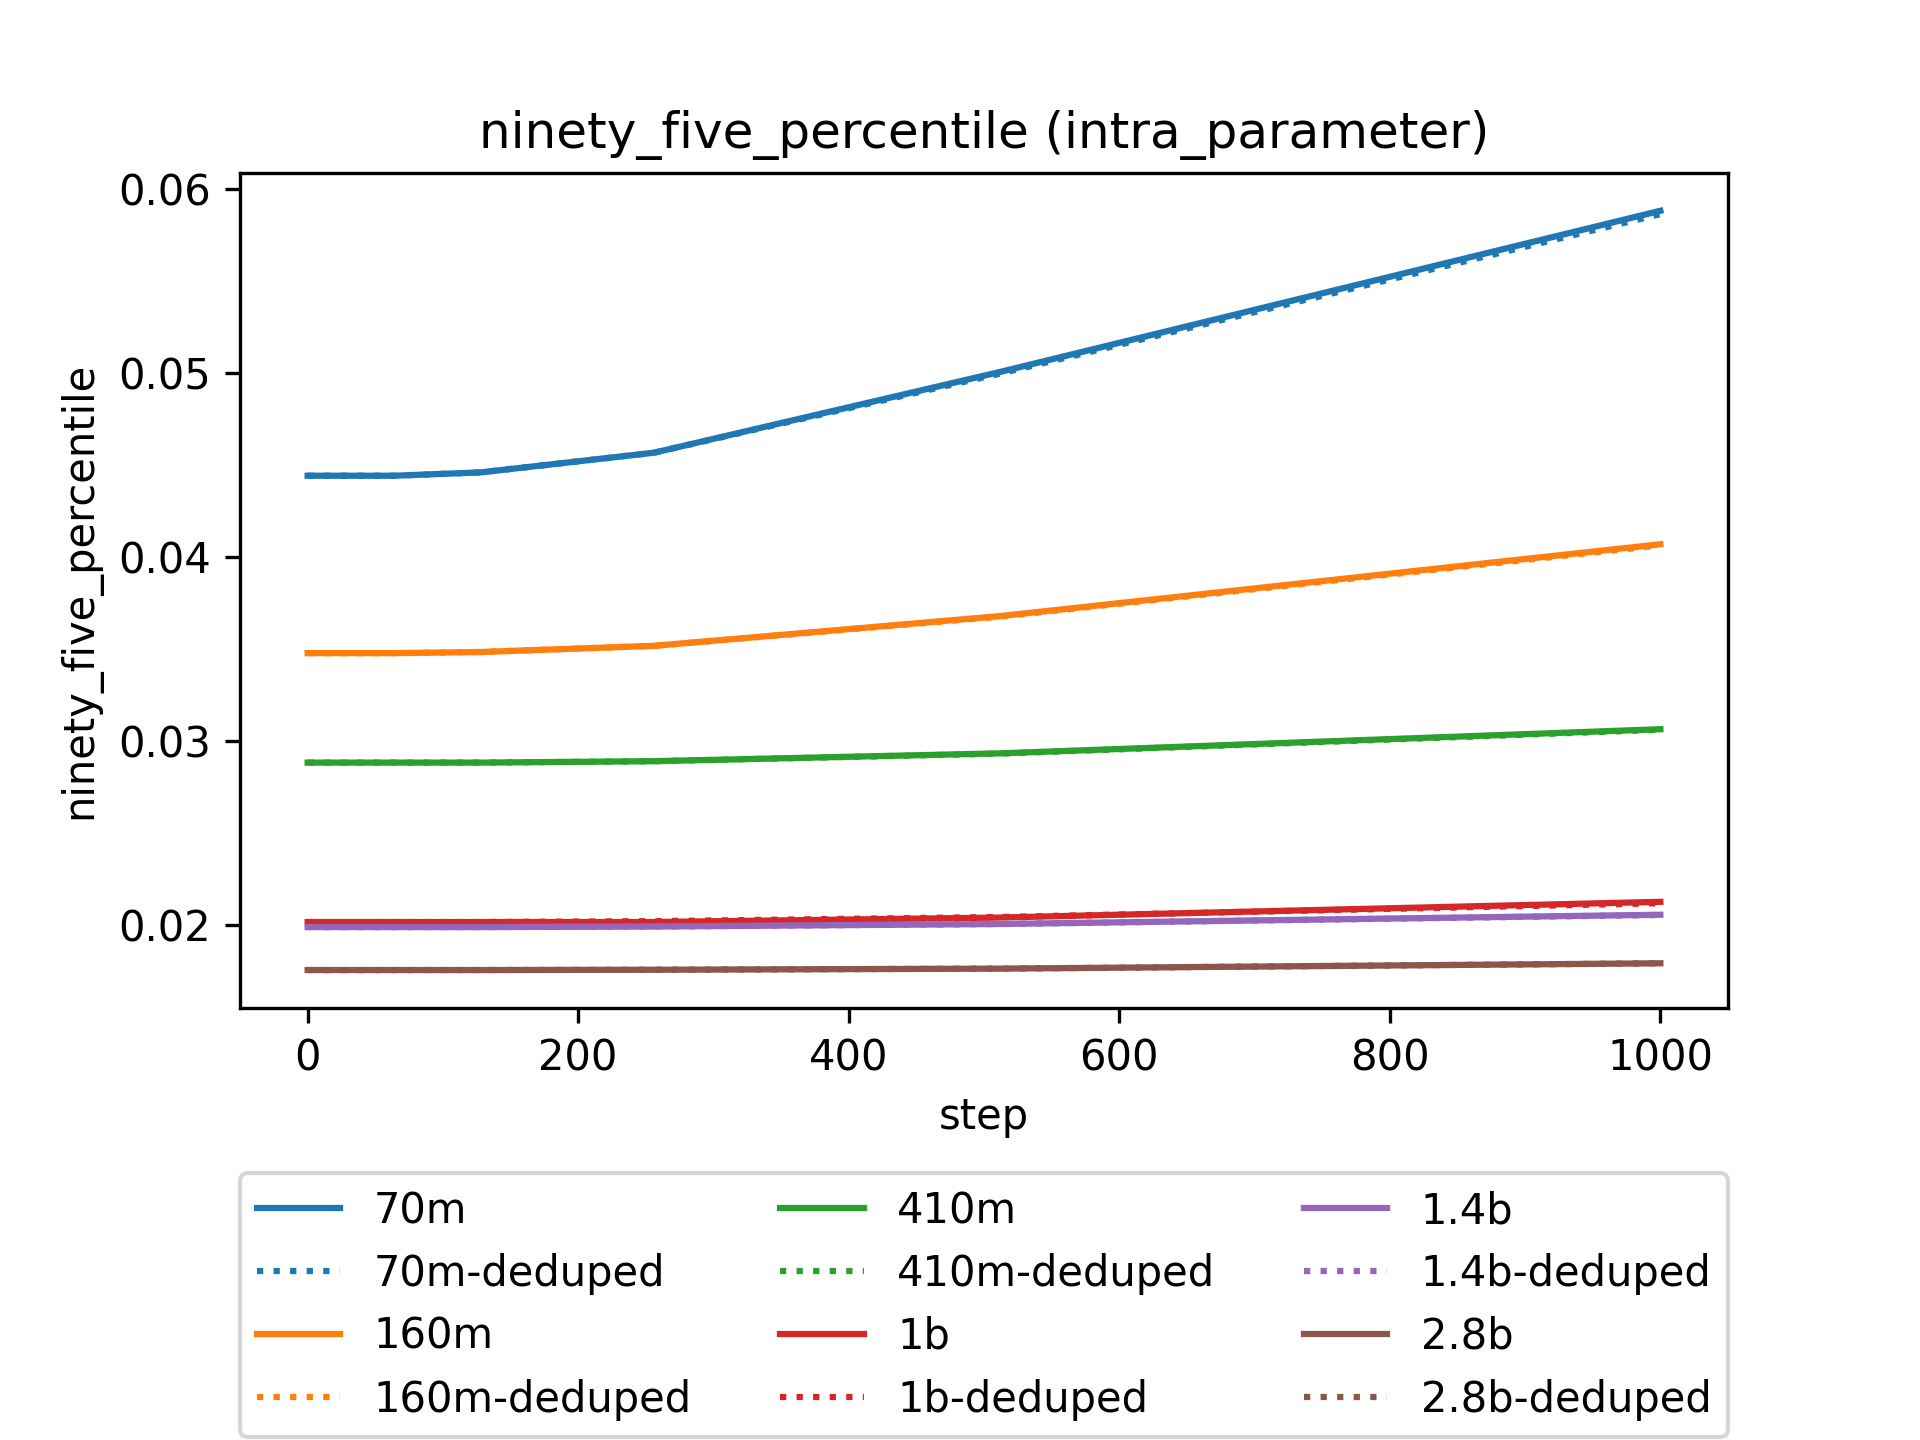 ninety_five_percentile (intra_parameter)
ninety_five_percentile
0.06
0.05
0.04
0.03
0.02
0 200 400 600 800 1000
step
70m 410m 1.4b
70m-deduped 410m-deduped 1.4b-deduped
160m 1b 2.8b
160m-deduped 1b-deduped 2.8b-deduped